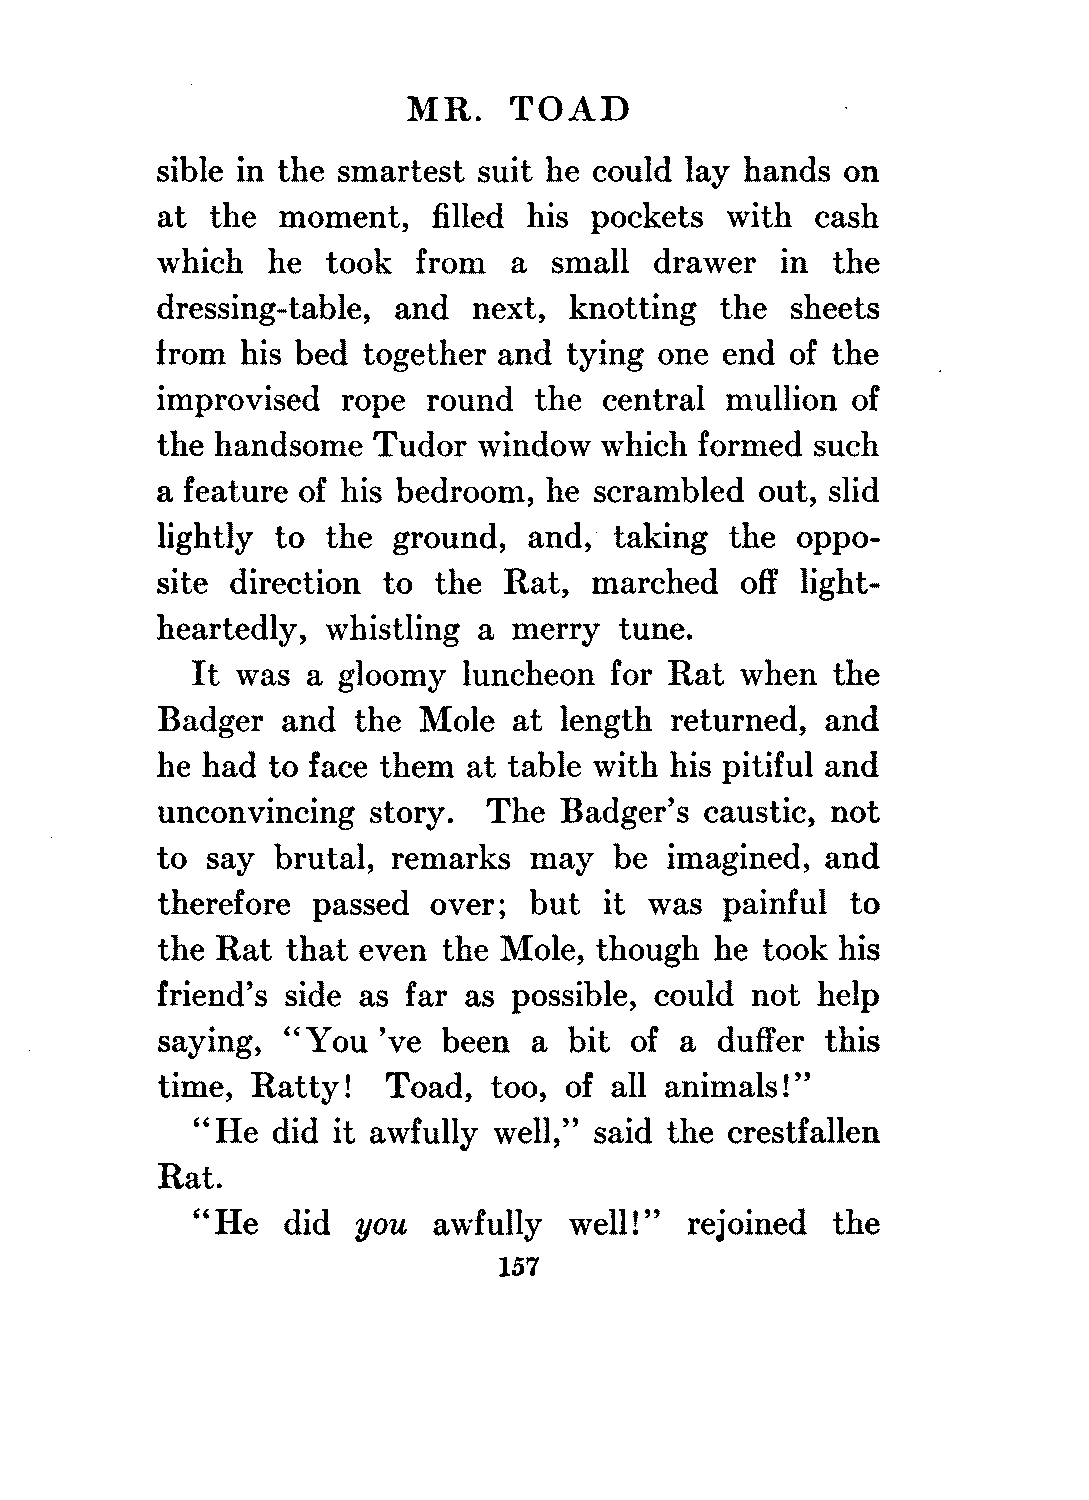 MR. TOAD
sible in the smartest suit he could lay hands on
at the moment, filled his pockets with cash
which he took from a small drawer in the
dressing-table, and next, knotting the sheets
from his bed together and tying one end of the
improvised rope round the central mullion of
the handsome Tudor window which formed such
a feature of his bedroom, he scrambled out, slid
lightly to the ground, and, taking the oppo-
site direction to the Rat, marched off light-
heartedly, whistling a merry tune.
It was a gloomy luncheon for Rat when the
Badger and the Mole at length returned, and
he had to face them at table with his pitiful and
unconvincing story. The Badger's caustic, not
to say brutal, remarks may be imagined, and
therefore passed over; but it was painful to
the Rat that even the Mole, though he took his
friend's side as far as possible, could not help
saying, “You 've been a bit of a duffer this
time, Ratty! Toad, too, of all animals!”
“He did it awfully well,” said the crestfallen
Rat.
“He did you awfully well!” rejoined the
157